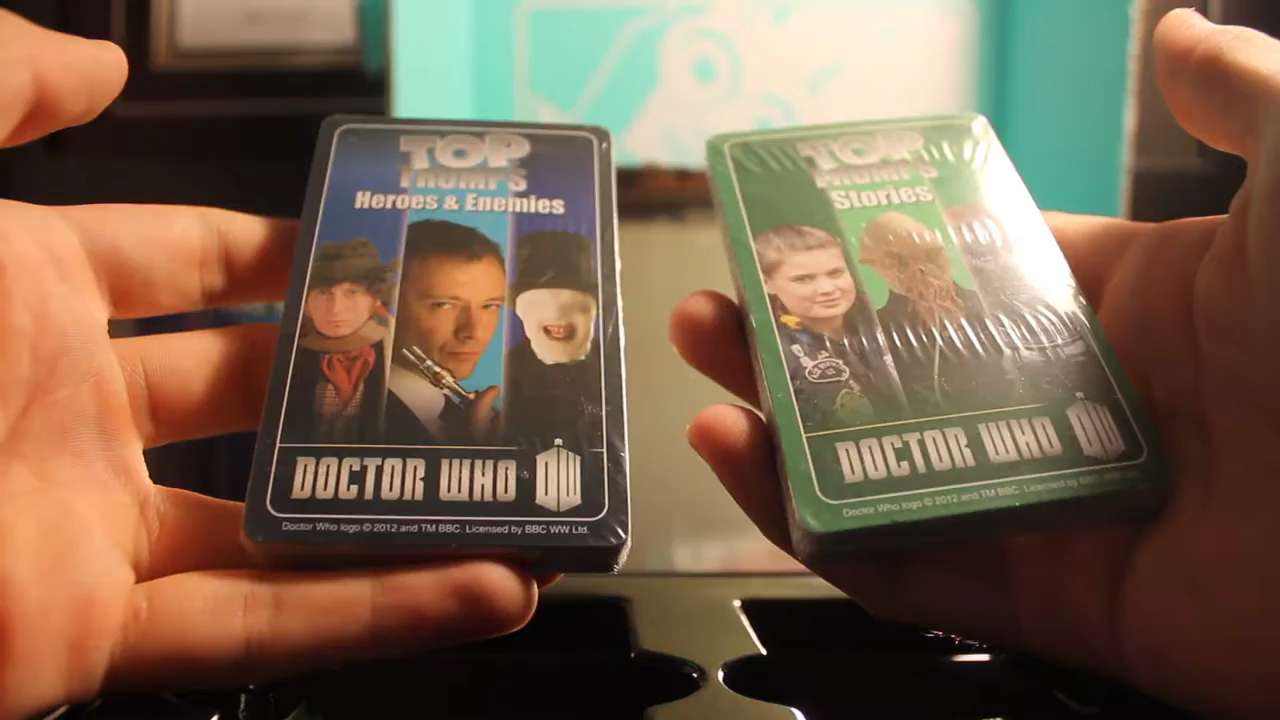 TOP
TRUMPS
Heroes & Enemies
DOCTOR WHO DW
Doctor Who logo © 2012 and TM BBC. Licensed by BBC WW Ltd.
TOP
TRUMPS
Stories
DOCTOR WHO DW
Doctor Who logo © 2012 and TM BBC. Licensed by BBC